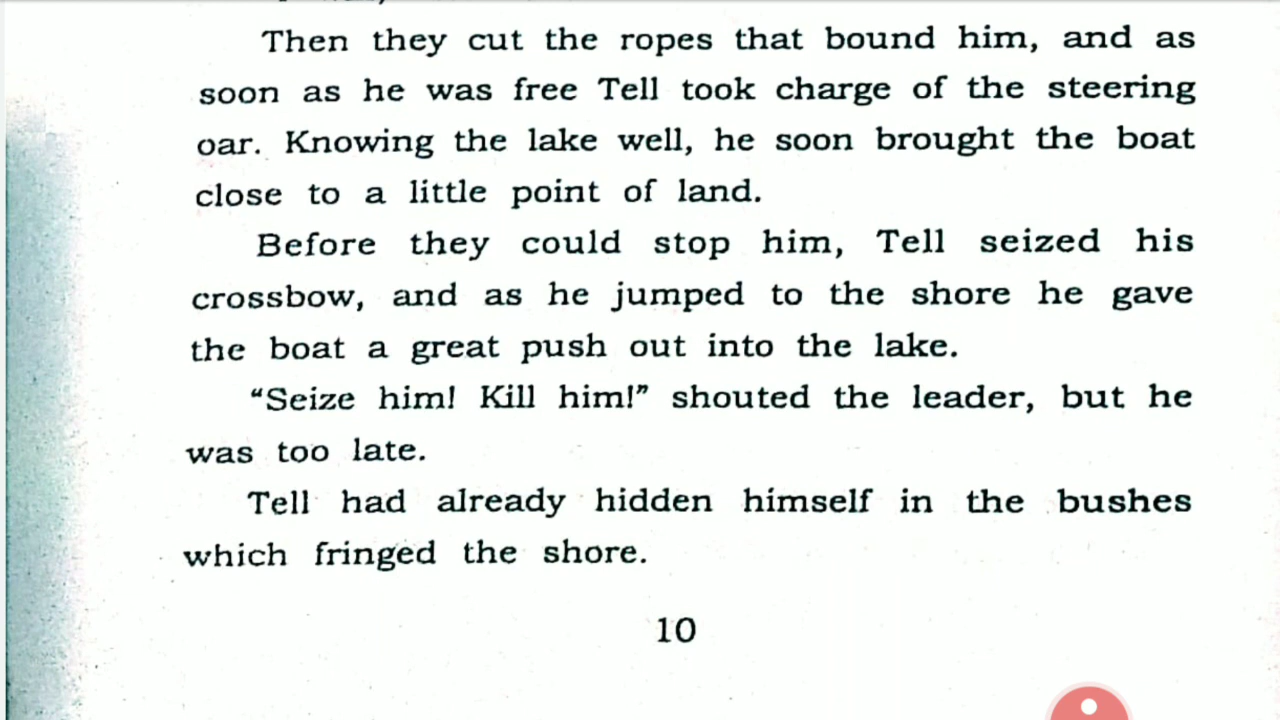 Then they cut the ropes that bound him, and as
soon as he was free Tell took charge of the steering
oar. Knowing the lake well, he soon brought the boat
close to a little point of land.
Before they could stop him, Tell seized his
crossbow, and as he jumped to the shore he gave
the boat a great push out into the lake.
“Seize him! Kill him!” shouted the leader, but he
was too late.
Tell had already hidden himself in the bushes
which fringed the shore.
10